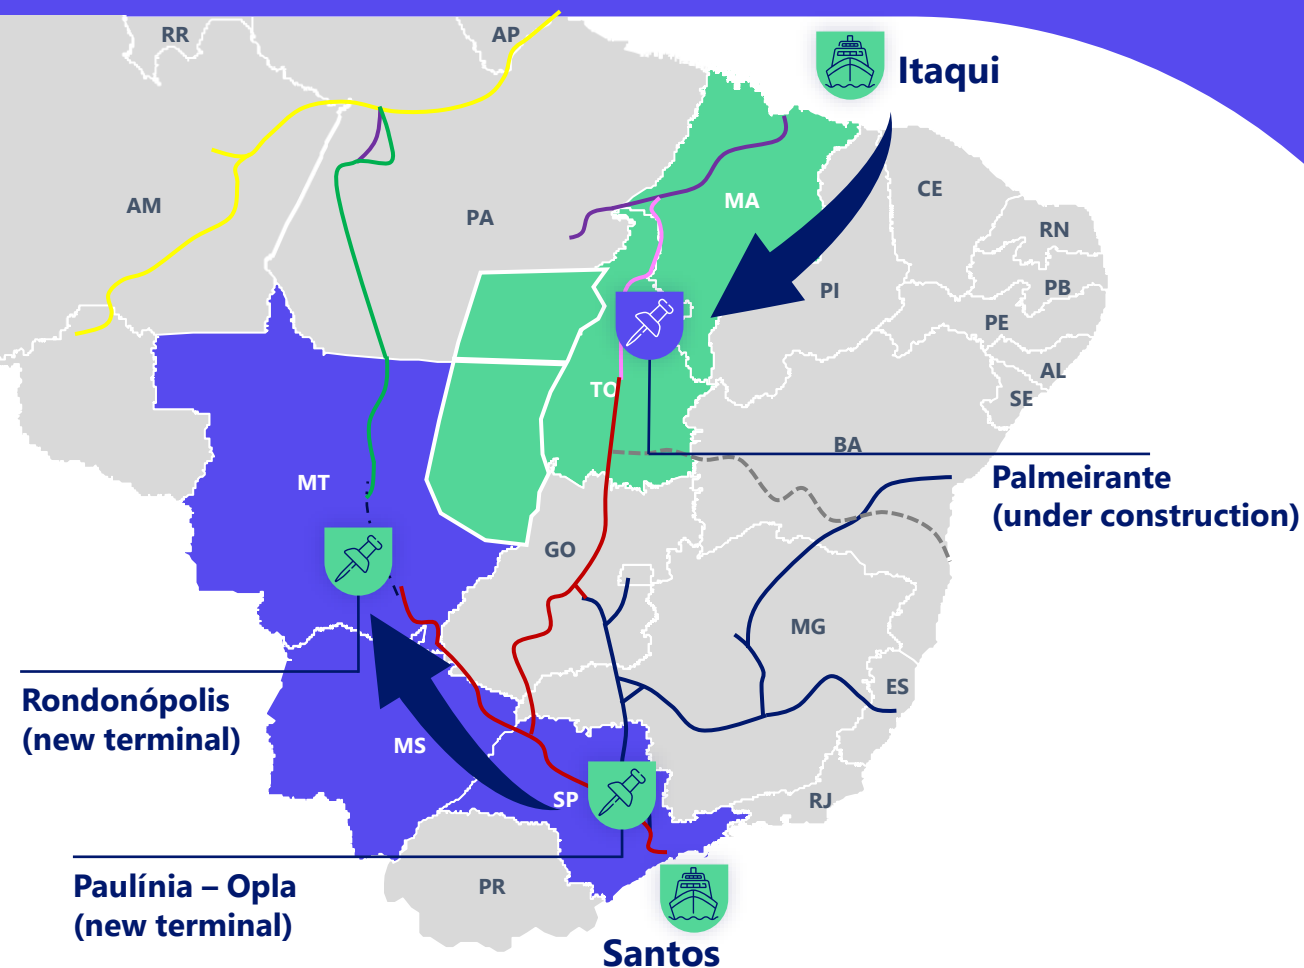 RR
AP
Itaqui
AM
PA
MA
CE
RN
PI
PB
PE
TO
AL
SE
BA
MT
Palmeirante
(under construction)
GO
MG
ES
Rondonópolis
(new terminal)
MS
SP
RJ
Paulínia – Opla
(new terminal)
PR
Santos